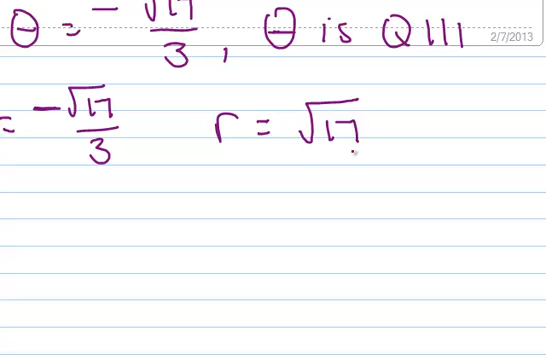 θ = -√17/3, θ is QIII
2/7/2013
= -√17/3 r = √17